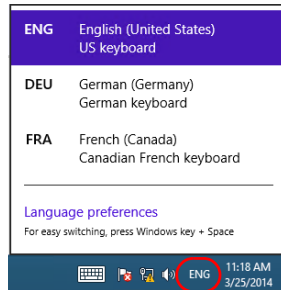 ENG English (United States)
US keyboard
DEU German (Germany)
German keyboard
FRA French (Canada)
Canadian French keyboard
Language preferences
For easy switching, press Windows key + Space
ENG 11:18 AM
3/25/2014